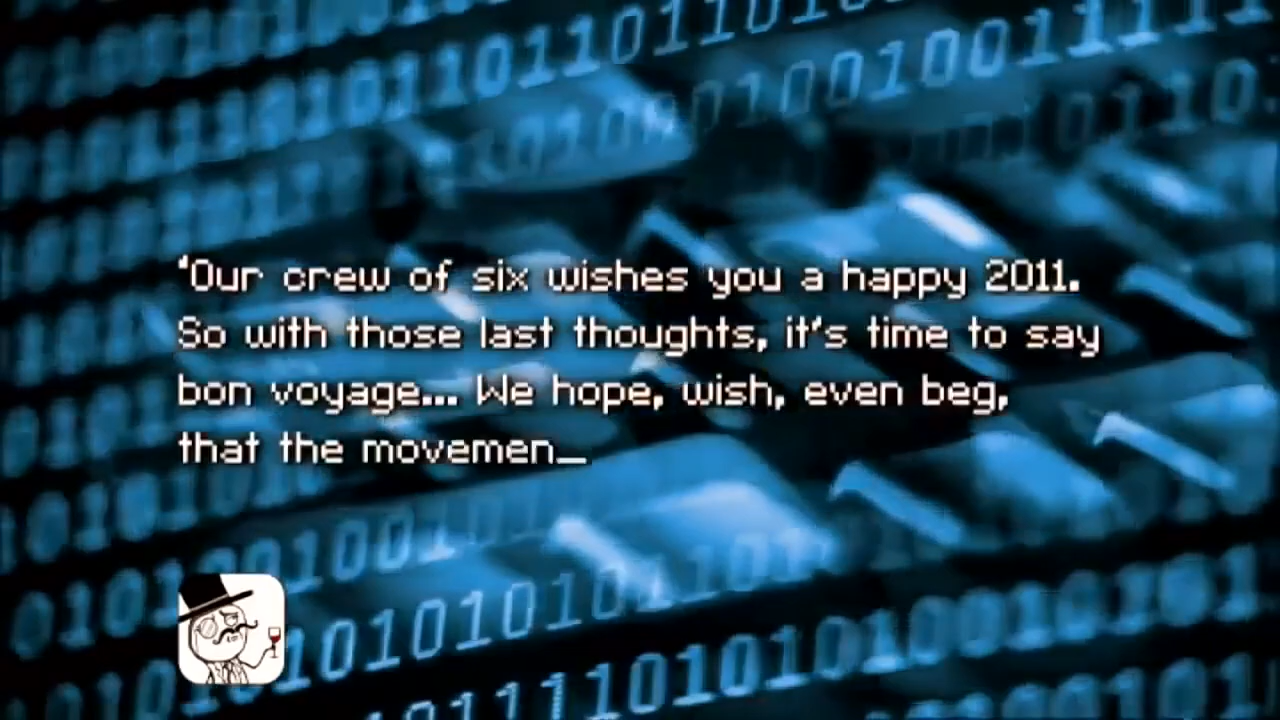 ‘Our crew of six wishes you a happy 2011.
So with those last thoughts, it's time to say
bon voyage... We hope, wish, even beg,
that the movemen_